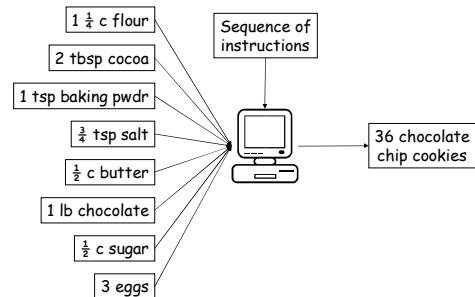 1 ¼ c flour
2 tbsp cocoa
1 tsp baking pwdr
¾ tsp salt
½ c butter
1 lb chocolate
½ c sugar
3 eggs
Sequence of
instructions
36 chocolate
chip cookies